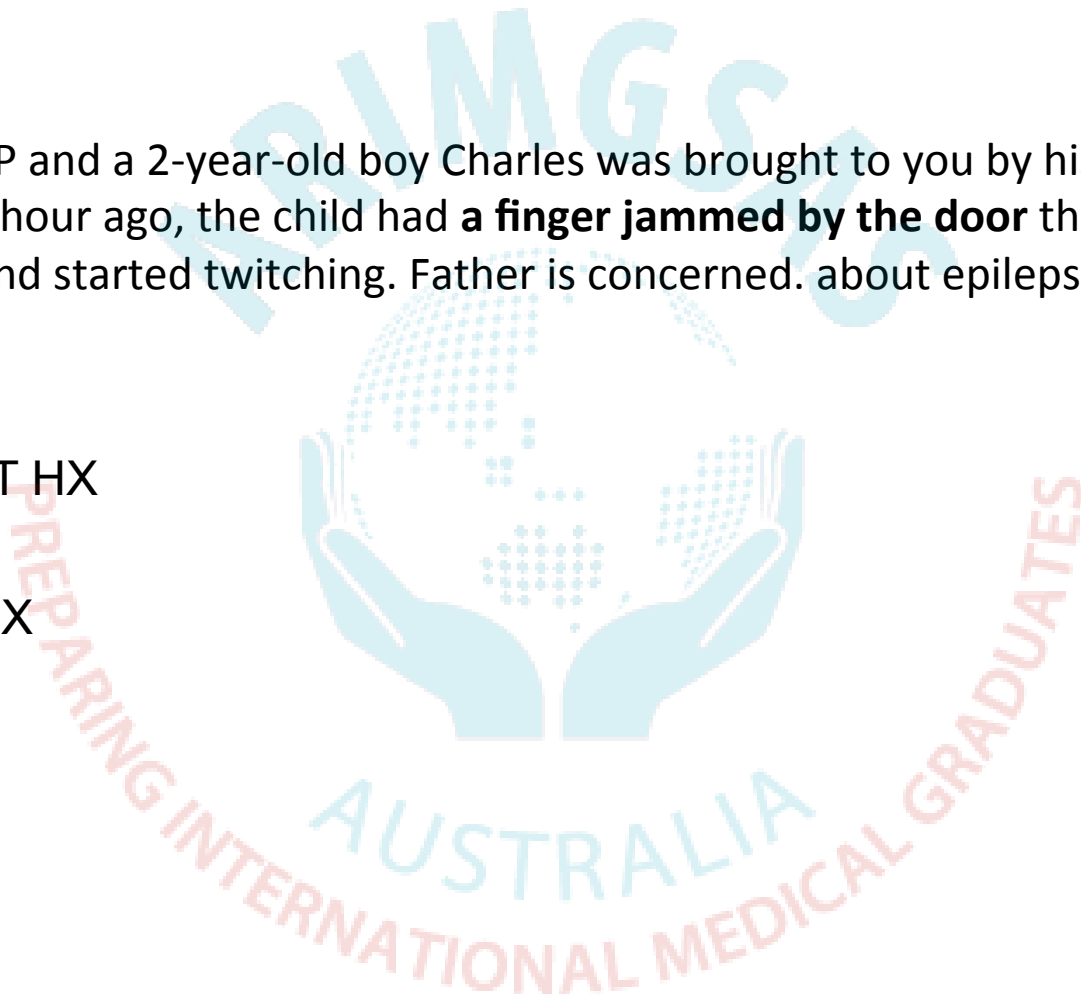 ARIMGSAS
P and a 2-year-old boy Charles was brought to you by hi
hour ago, the child had a finger jammed by the door th
nd started twitching. Father is concerned. about epileps
T HX
X
AUSTRALIA
PREPARING INTERNATIONAL MEDICAL GRADUATES